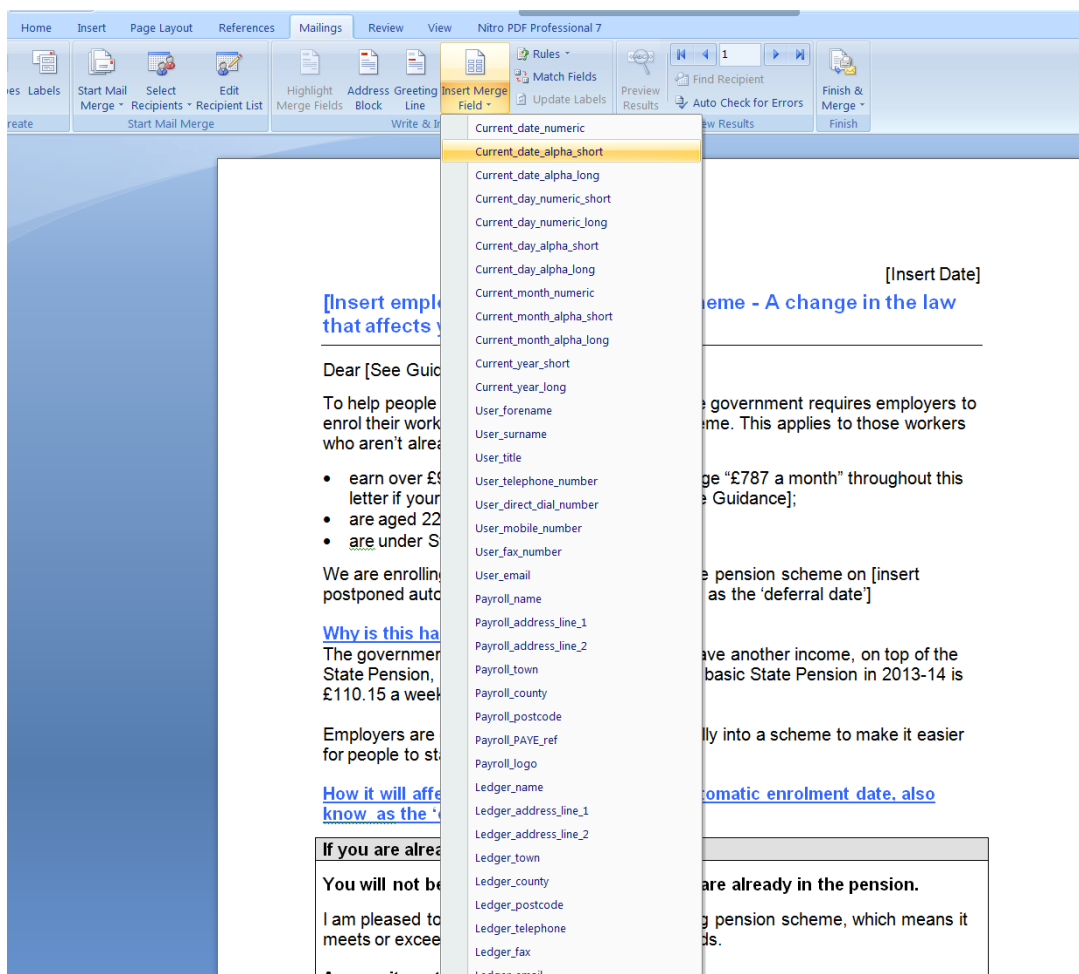 Home Insert Page Layout References Mailings Review View Nitro PDF Professional 7
es Labels Start Mail Merge Select Recipients Edit Recipient List Highlight Merge Fields Address Block Greeting Line Insert Merge Field Rules Match Fields Update Labels Preview Results 1 Find Recipient Auto Check for Errors Finish & Merge
reate Start Mail Merge Write & In ew Results Finish
Current_date_numeric
Current_date_alpha_short
Current_date_alpha_long
Current_day_numeric_short
Current_day_numeric_long
Current_day_alpha_short
Current_day_alpha_long
Current_month_numeric
Current_month_alpha_short
Current_month_alpha_long
Current_year_short
Current_year_long
User_forename
User_surname
User_title
User_telephone_number
User_direct_dial_number
User_mobile_number
User_fax_number
User_email
Payroll_name
Payroll_address_line_1
Payroll_address_line_2
Payroll_town
Payroll_county
Payroll_postcode
Payroll_PAYE_ref
Payroll_logo
Ledger_name
Ledger_address_line_1
Ledger_address_line_2
Ledger_town
Ledger_county
Ledger_postcode
Ledger_telephone
Ledger_fax
[Insert Date]
[Insert emplo eme - A change in the law
that affects y
Dear [See Guid
To help people e government requires employers to
enrol their work eme. This applies to those workers
who aren't alrea
• earn over £9 ge “£787 a month” throughout this
letter if your e Guidance];
• are aged 22
• are under S
We are enrolling e pension scheme on [insert
postponed auto as the ‘deferral date’]
Why is this ha
The governmen ave another income, on top of the
State Pension, basic State Pension in 2013-14 is
£110.15 a week
Employers are lly into a scheme to make it easier
for people to sta
How it will affe tomatic enrolment date, also
know as the ‘
If you are alrea
You will not be are already in the pension.
I am pleased to g pension scheme, which means it
meets or excee ds.